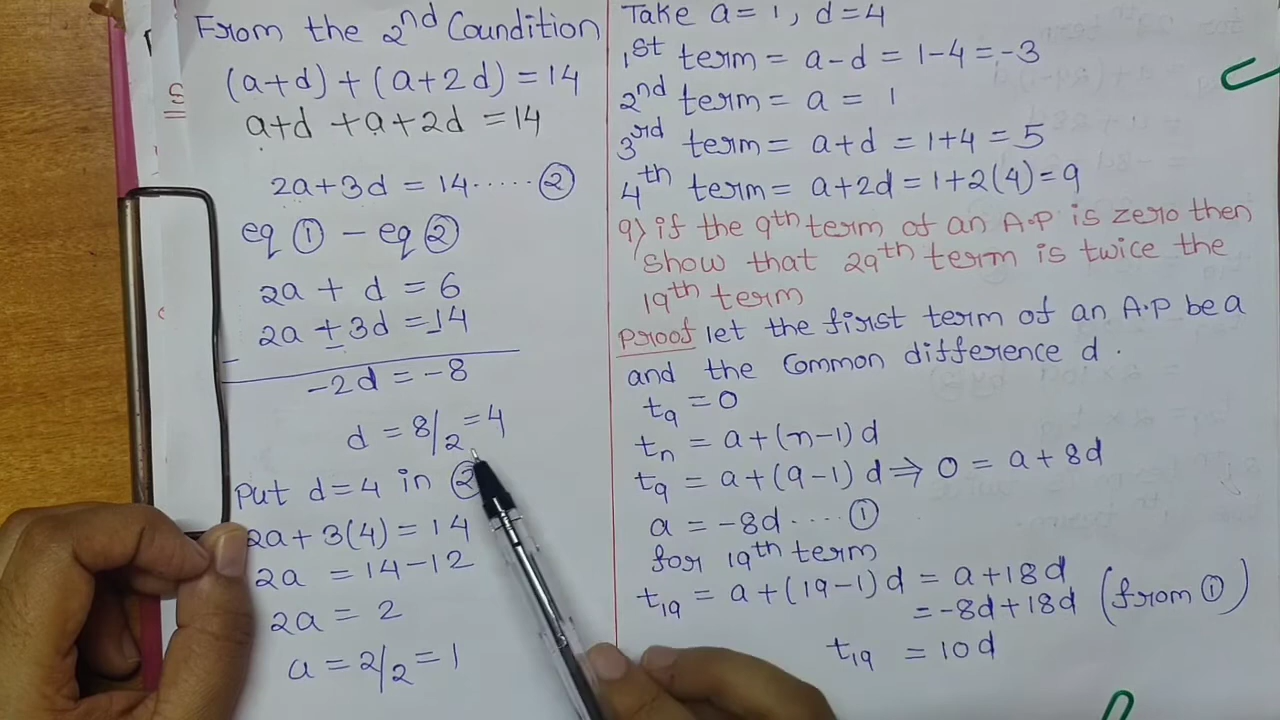 From the 2nd Coundition
(a+d) + (a+2d) = 14
a+d + a+2d = 14
2a+3d = 14 ..... ②
eq ① - eq ②
2a + d = 6
2a + 3d = 14
-
-2d = -8
d = 8/2 = 4
Put d=4 in ②
2a + 3(4) = 14
2a = 14-12
2a = 2
a = 2/2 = 1
Take a= 1, d=4
1st term = a-d = 1-4 = -3
2nd term = a = 1
3rd term = a+d = 1+4 = 5
4th term = a+2d = 1+2(4)=9
9) if the 9th term of an A.P is zero then
show that 29th term is twice the
19th term
Proof let the first term of an A.P be a
and the Common difference d.
t9 = 0
tn = a+(n-1)d
t9 = a+(9-1)d ⇒ 0 = a+8d
a = -8d .... ①
for 19th term
t19 = a+(19-1)d = a+18d
= -8d+18d (from ①)
t19 = 10d